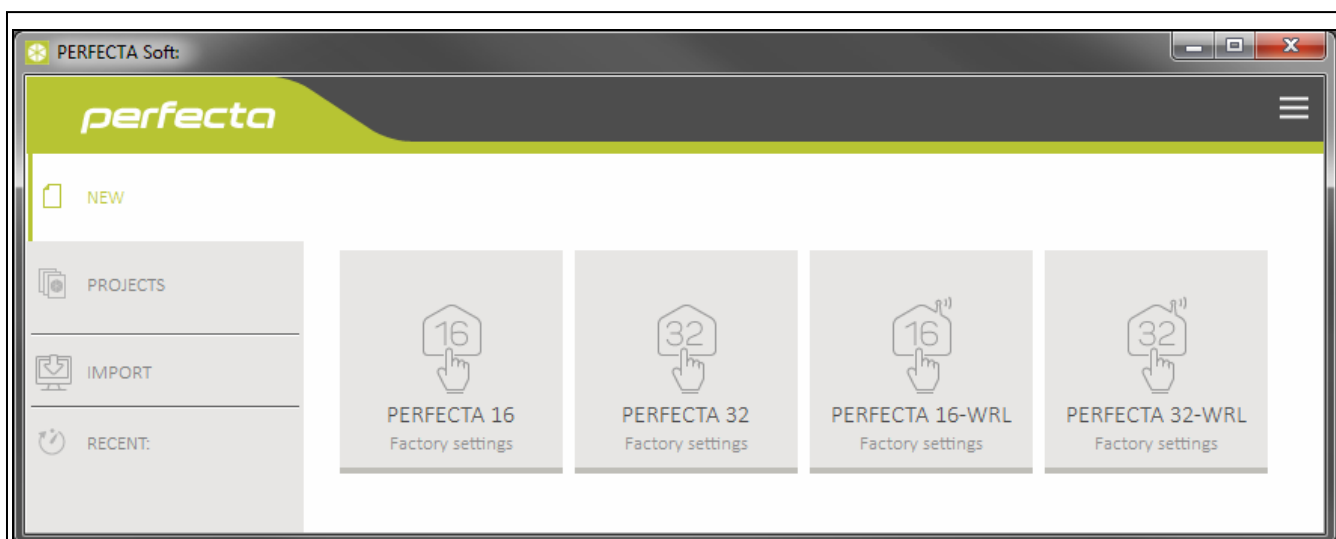 PERFECTA Soft:
perfecta
NEW
PROJECTS
IMPORT
RECENT:
16
32
16
32
PERFECTA 16
PERFECTA 32
PERFECTA 16-WRL
PERFECTA 32-WRL
Factory settings
Factory settings
Factory settings
Factory settings